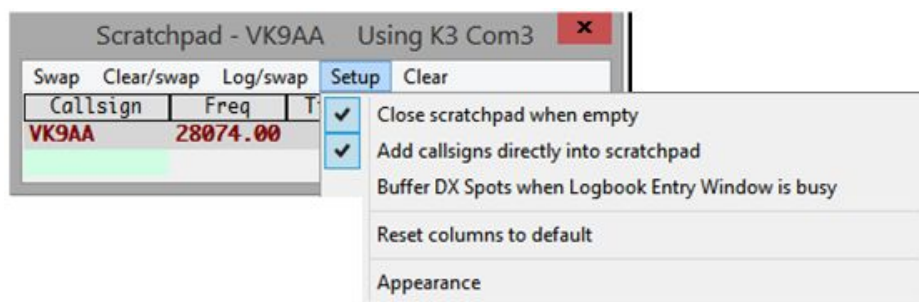 Scratchpad - VK9AA Using K3 Com3 x
Swap Clear/swap Log/swap Setup Clear
Callsign Freq
VK9AA 28074.00
Close scratchpad when empty
Add callsigns directly into scratchpad
Buffer DX Spots when Logbook Entry Window is busy
Reset columns to default
Appearance